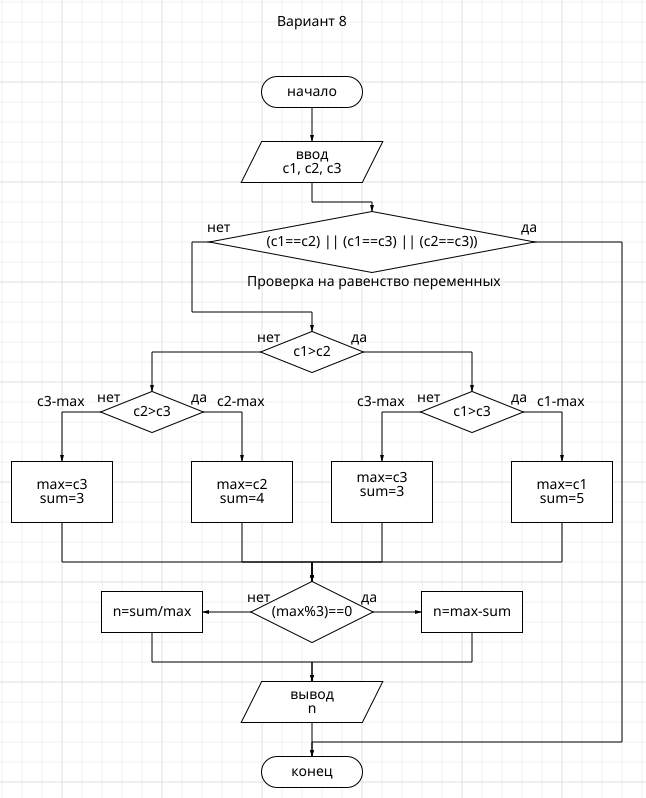 Вариант 8
начало
ввод
c1, c2, c3
нет
да
(c1==c2) || (c1==c3) || (c2==c3))
Проверка на равенство переменных
нет
да
c1>c2
c3-max
нет
да
c2-max
c2>c3
c3-max
нет
да
c1-max
c1>c3
max=c3
sum=3
max=c2
sum=4
max=c3
sum=3
max=c1
sum=5
нет
да
n=sum/max
(max%3)==0
n=max-sum
вывод
n
конец